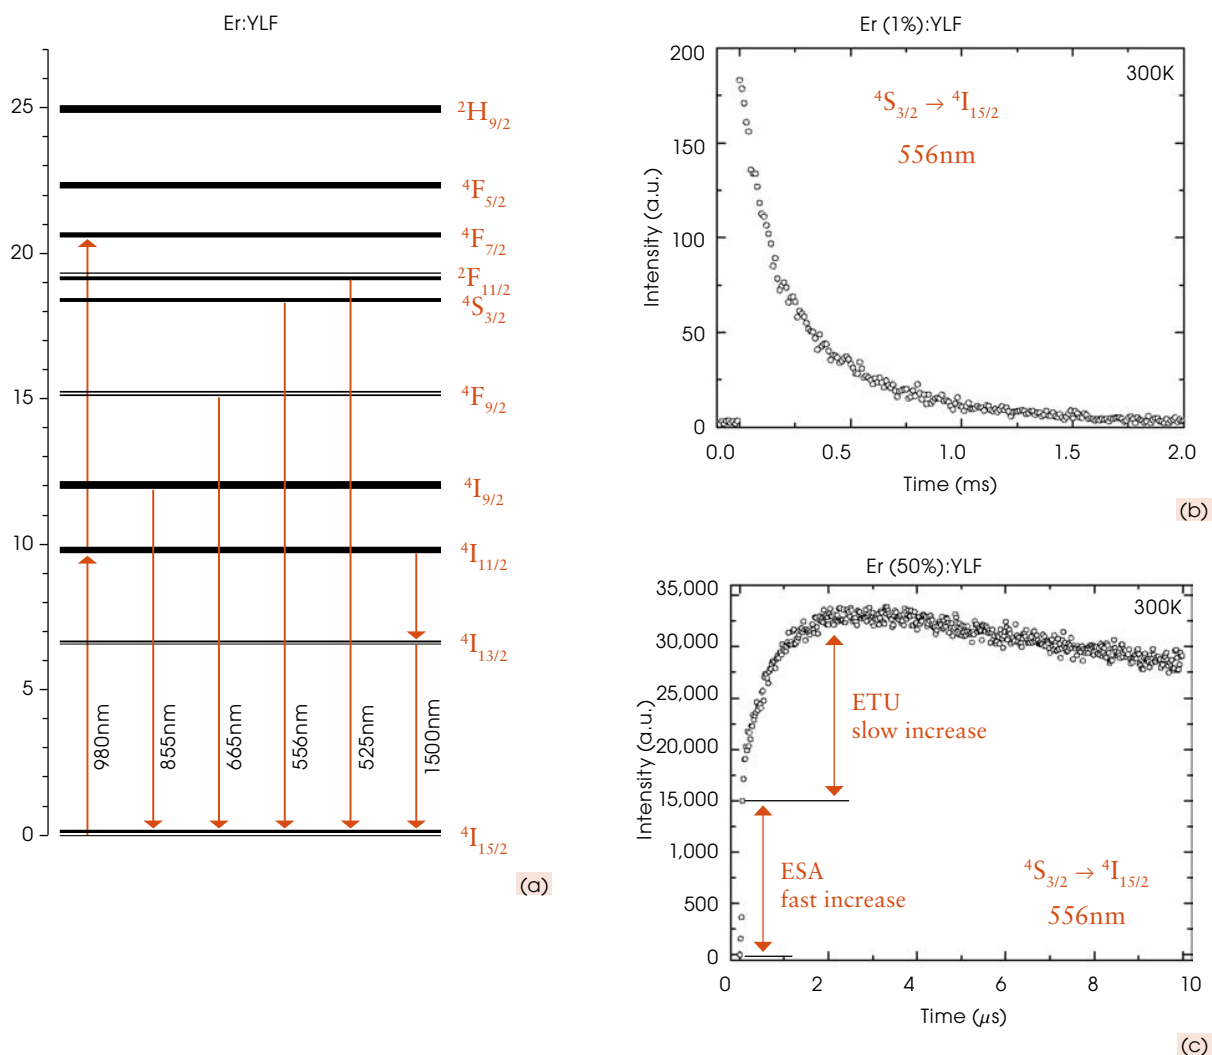 Er:YLF
25
20
15
10
5
0
²H₉/₂
⁴F₅/₂
⁴F₇/₂
²F₁₁/₂
⁴S₃/₂
⁴F₉/₂
⁴I₉/₂
⁴I₁₁/₂
⁴I₁₃/₂
⁴I₁₅/₂
980nm
855nm
665nm
556nm
525nm
1500nm
(a)
Er (1%):YLF
300K
⁴S₃/₂ → ⁴I₁₅/₂
556nm
Intensity (a.u.)
200
150
100
50
0
0.0 0.5 1.0 1.5 2.0
Time (ms)
(b)
Er (50%):YLF
300K
Intensity (a.u.)
35,000
30,000
25,000
20,000
15,000
1,000
500
0
ETU
slow increase
ESA
fast increase
⁴S₃/₂ → ⁴I₁₅/₂
556nm
0 2 4 6 8 10
Time (μs)
(c)